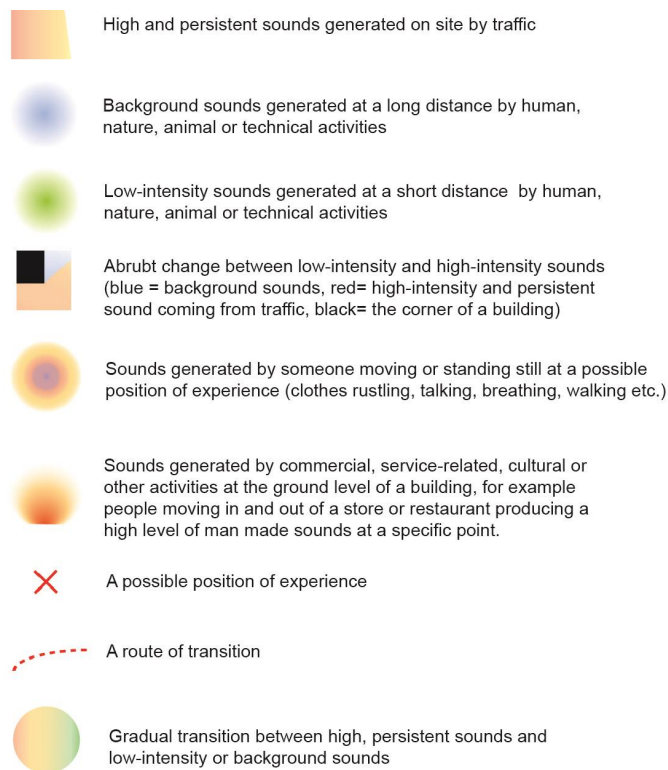 High and persistent sounds generated on site by traffic
Background sounds generated at a long distance by human,
nature, animal or technical activities
Low-intensity sounds generated at a short distance  by human,
nature, animal or technical activities
Abrubt change between low-intensity and high-intensity sounds
(blue = background sounds, red= high-intensity and persistent
sound coming from traffic, black= the corner of a building)
Sounds generated by someone moving or standing still at a possible
position of experience (clothes rustling, talking, breathing, walking etc.)
Sounds generated by commercial, service-related, cultural or
other activities at the ground level of a building, for example
people moving in and out of a store or restaurant producing a
high level of man made sounds at a specific point.
A possible position of experience
A route of transition
Gradual transition between high, persistent sounds and
low-intensity or background sounds